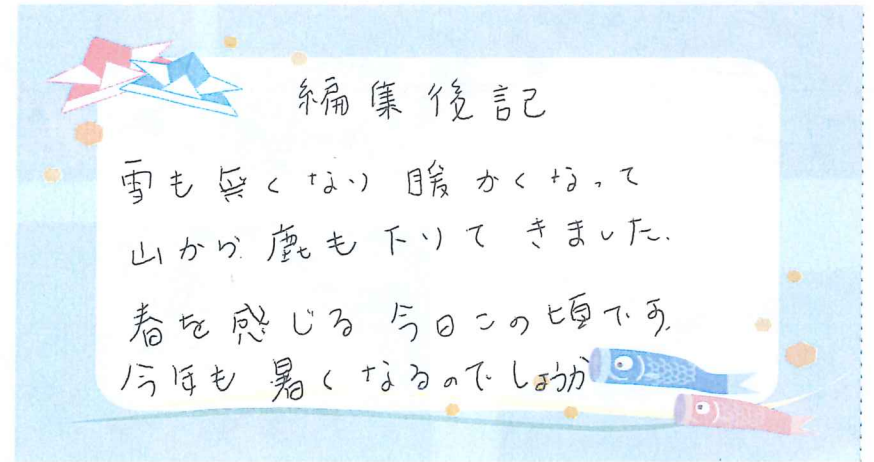 編集後記
雪も無くなり 暖かくなって
山から 鹿も下りて きました.
春を感じる 今日この頃です.
今年も 暑くなるのでしょうか